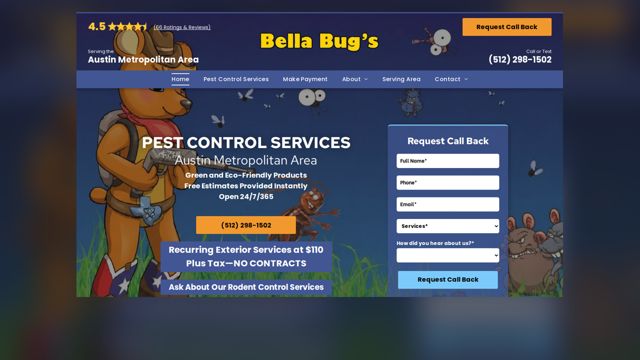 4.5 (66 Ratings & Reviews)
Serving the
Austin Metropolitan Area
Bella Bug's
Request Call Back
Call or Text
(512) 298-1502
Home Pest Control Services Make Payment About Serving Area Contact
PEST CONTROL SERVICES
Austin Metropolitan Area
Green and Eco-Friendly Products
Free Estimates Provided Instantly
Open 24/7/365
(512) 298-1502
Recurring Exterior Services at $110
Plus Tax—NO CONTRACTS
Ask About Our Rodent Control Services
Request Call Back
Full Name*
Phone*
Email*
Services*
How did you hear about us?*
Request Call Back